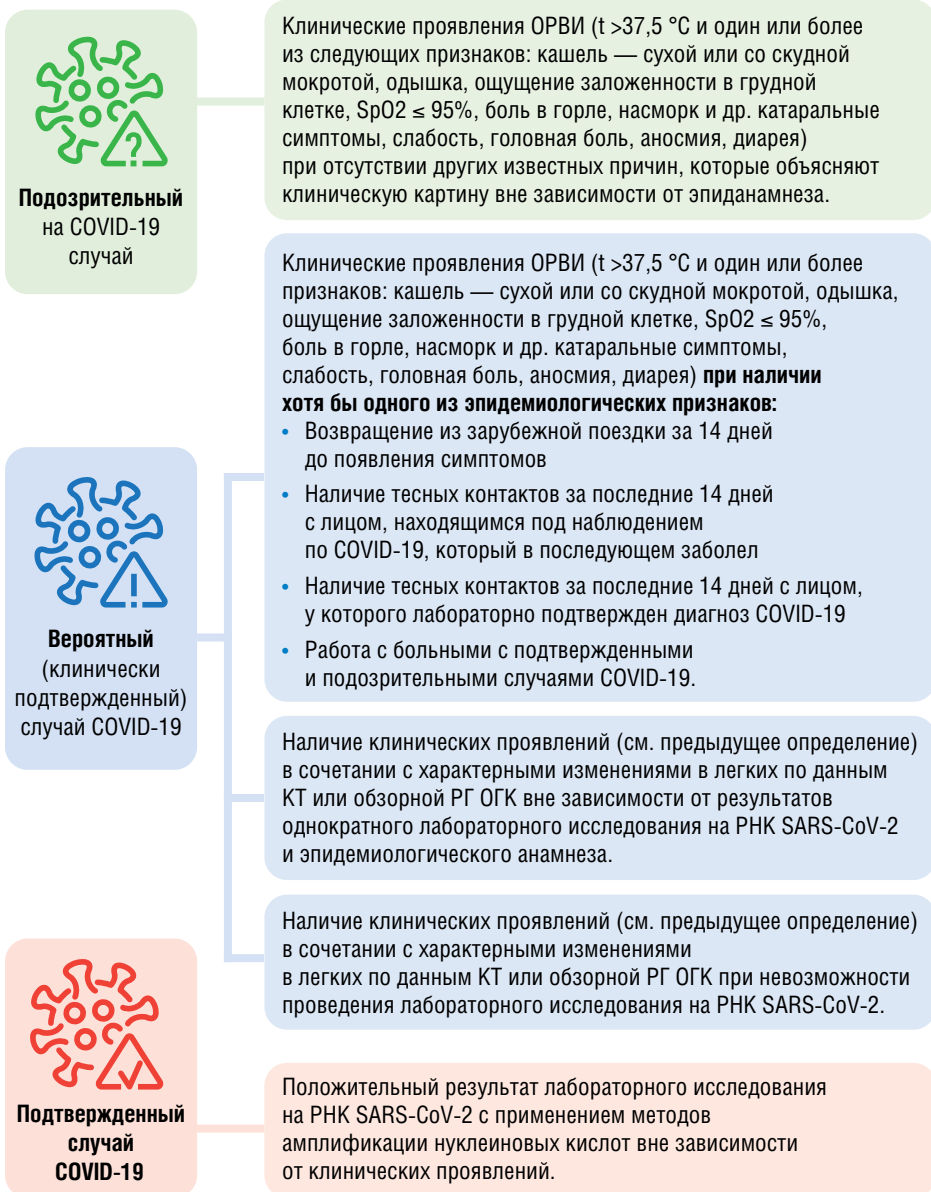 Подозрительный
на COVID-19
случай
Клинические проявления ОРВИ (t >37,5 °С и один или более
из следующих признаков: кашель — сухой или со скудной
мокротой, одышка, ощущение заложенности в грудной
клетке, SpO2 ≤ 95%, боль в горле, насморк и др. катаральные
симптомы, слабость, головная боль, аносмия, диарея)
при отсутствии других известных причин, которые объясняют
клиническую картину вне зависимости от эпиданамнеза.
Вероятный
(клинически
подтвержденный)
случай COVID-19
Клинические проявления ОРВИ (t >37,5 °С и один или более
признаков: кашель — сухой или со скудной мокротой, одышка,
ощущение заложенности в грудной клетке, SpO2 ≤ 95%,
боль в горле, насморк и др. катаральные симптомы,
слабость, головная боль, аносмия, диарея) при наличии
хотя бы одного из эпидемиологических признаков:
• Возвращение из зарубежной поездки за 14 дней
до появления симптомов
• Наличие тесных контактов за последние 14 дней
с лицом, находящимся под наблюдением
по COVID-19, который в последующем заболел
• Наличие тесных контактов за последние 14 дней с лицом,
у которого лабораторно подтвержден диагноз COVID-19
• Работа с больными с подтвержденными
и подозрительными случаями COVID-19.
Наличие клинических проявлений (см. предыдущее определение)
в сочетании с характерными изменениями в легких по данным
КТ или обзорной РГ ОГК вне зависимости от результатов
однократного лабораторного исследования на РНК SARS-CoV-2
и эпидемиологического анамнеза.
Наличие клинических проявлений (см. предыдущее определение)
в сочетании с характерными изменениями
в легких по данным КТ или обзорной РГ ОГК при невозможности
проведения лабораторного исследования на РНК SARS-CoV-2.
Подтвержденный
случай
COVID-19
Положительный результат лабораторного исследования
на РНК SARS-CoV-2 с применением методов
амплификации нуклеиновых кислот вне зависимости
от клинических проявлений.